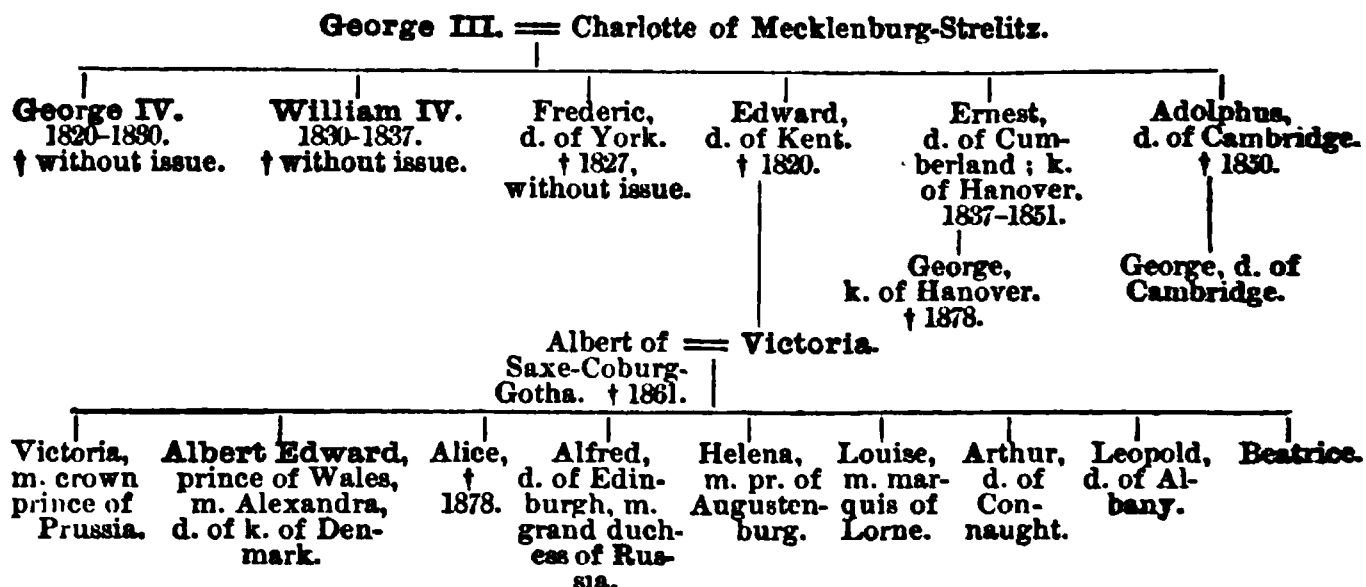 George III. == Charlotte of Mecklenburg-Strelitz.
George IV.
1820-1830.
† without issue.
William IV.
1830-1837.
† without issue.
Frederic,
d. of York.
† 1827,
without issue.
Edward,
d. of Kent.
† 1820.
Ernest,
d. of Cum-
berland ; k.
of Hanover.
1837-1851.
Adolphus,
d. of Cambridge.
† 1850.
George,
k. of Hanover.
† 1878.
George, d. of
Cambridge.
Albert of == Victoria.
Saxe-Coburg-
Gotha. † 1861.
Victoria,
m. crown
prince of
Prussia.
Albert Edward,
prince of Wales,
m. Alexandra,
d. of k. of Den-
mark.
Alice,
†
1878.
Alfred,
d. of Edin-
burgh, m.
grand duch-
ess of Rus-
sia.
Helena,
m. pr. of
Augusten-
burg.
Louise,
m. mar-
quis of
Lorne.
Arthur,
d. of
Con-
naught.
Leopold,
d. of Al-
bany.
Beatrice.